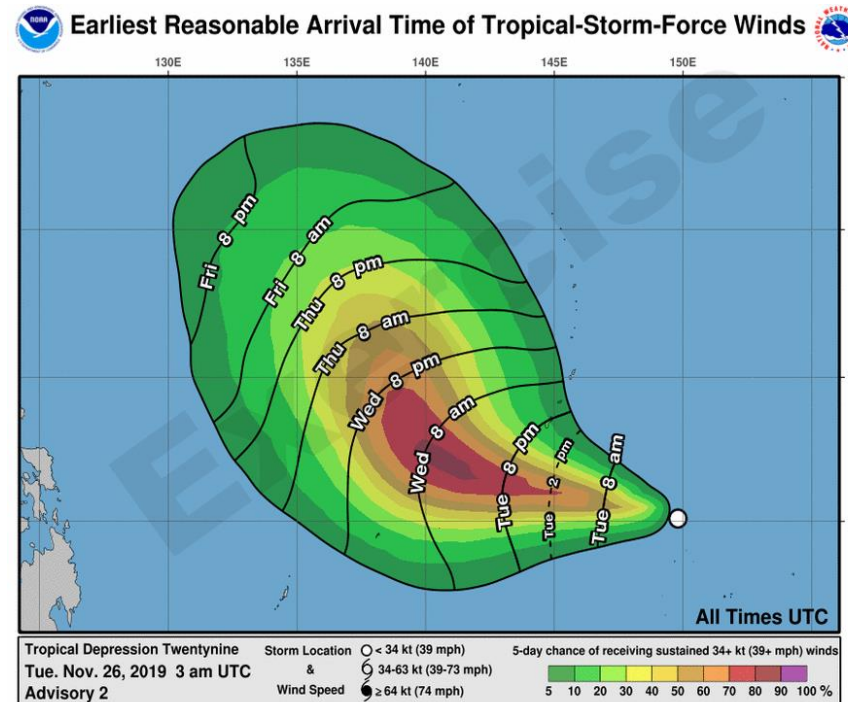 NOAA
Earliest Reasonable Arrival Time of Tropical-Storm-Force Winds
NATIONAL WEATHER
130E 135E 140E 145E 150E
Exercise
Fri 8 pm
Fri 8 am
Thu 8 pm
Thu 8 am
Wed 8 pm
Wed 8 am
Tue 8 pm
Tue 2 pm
Tue 8 am
All Times UTC
Tropical Depression Twentynine
Tue. Nov. 26, 2019 3 am UTC
Advisory 2
Storm Location
&
Wind Speed
< 34 kt (39 mph)
34-63 kt (39-73 mph)
≥ 64 kt (74 mph)
5-day chance of receiving sustained 34+ kt (39+ mph) winds
5 10 20 30 40 50 60 70 80 90 100 %